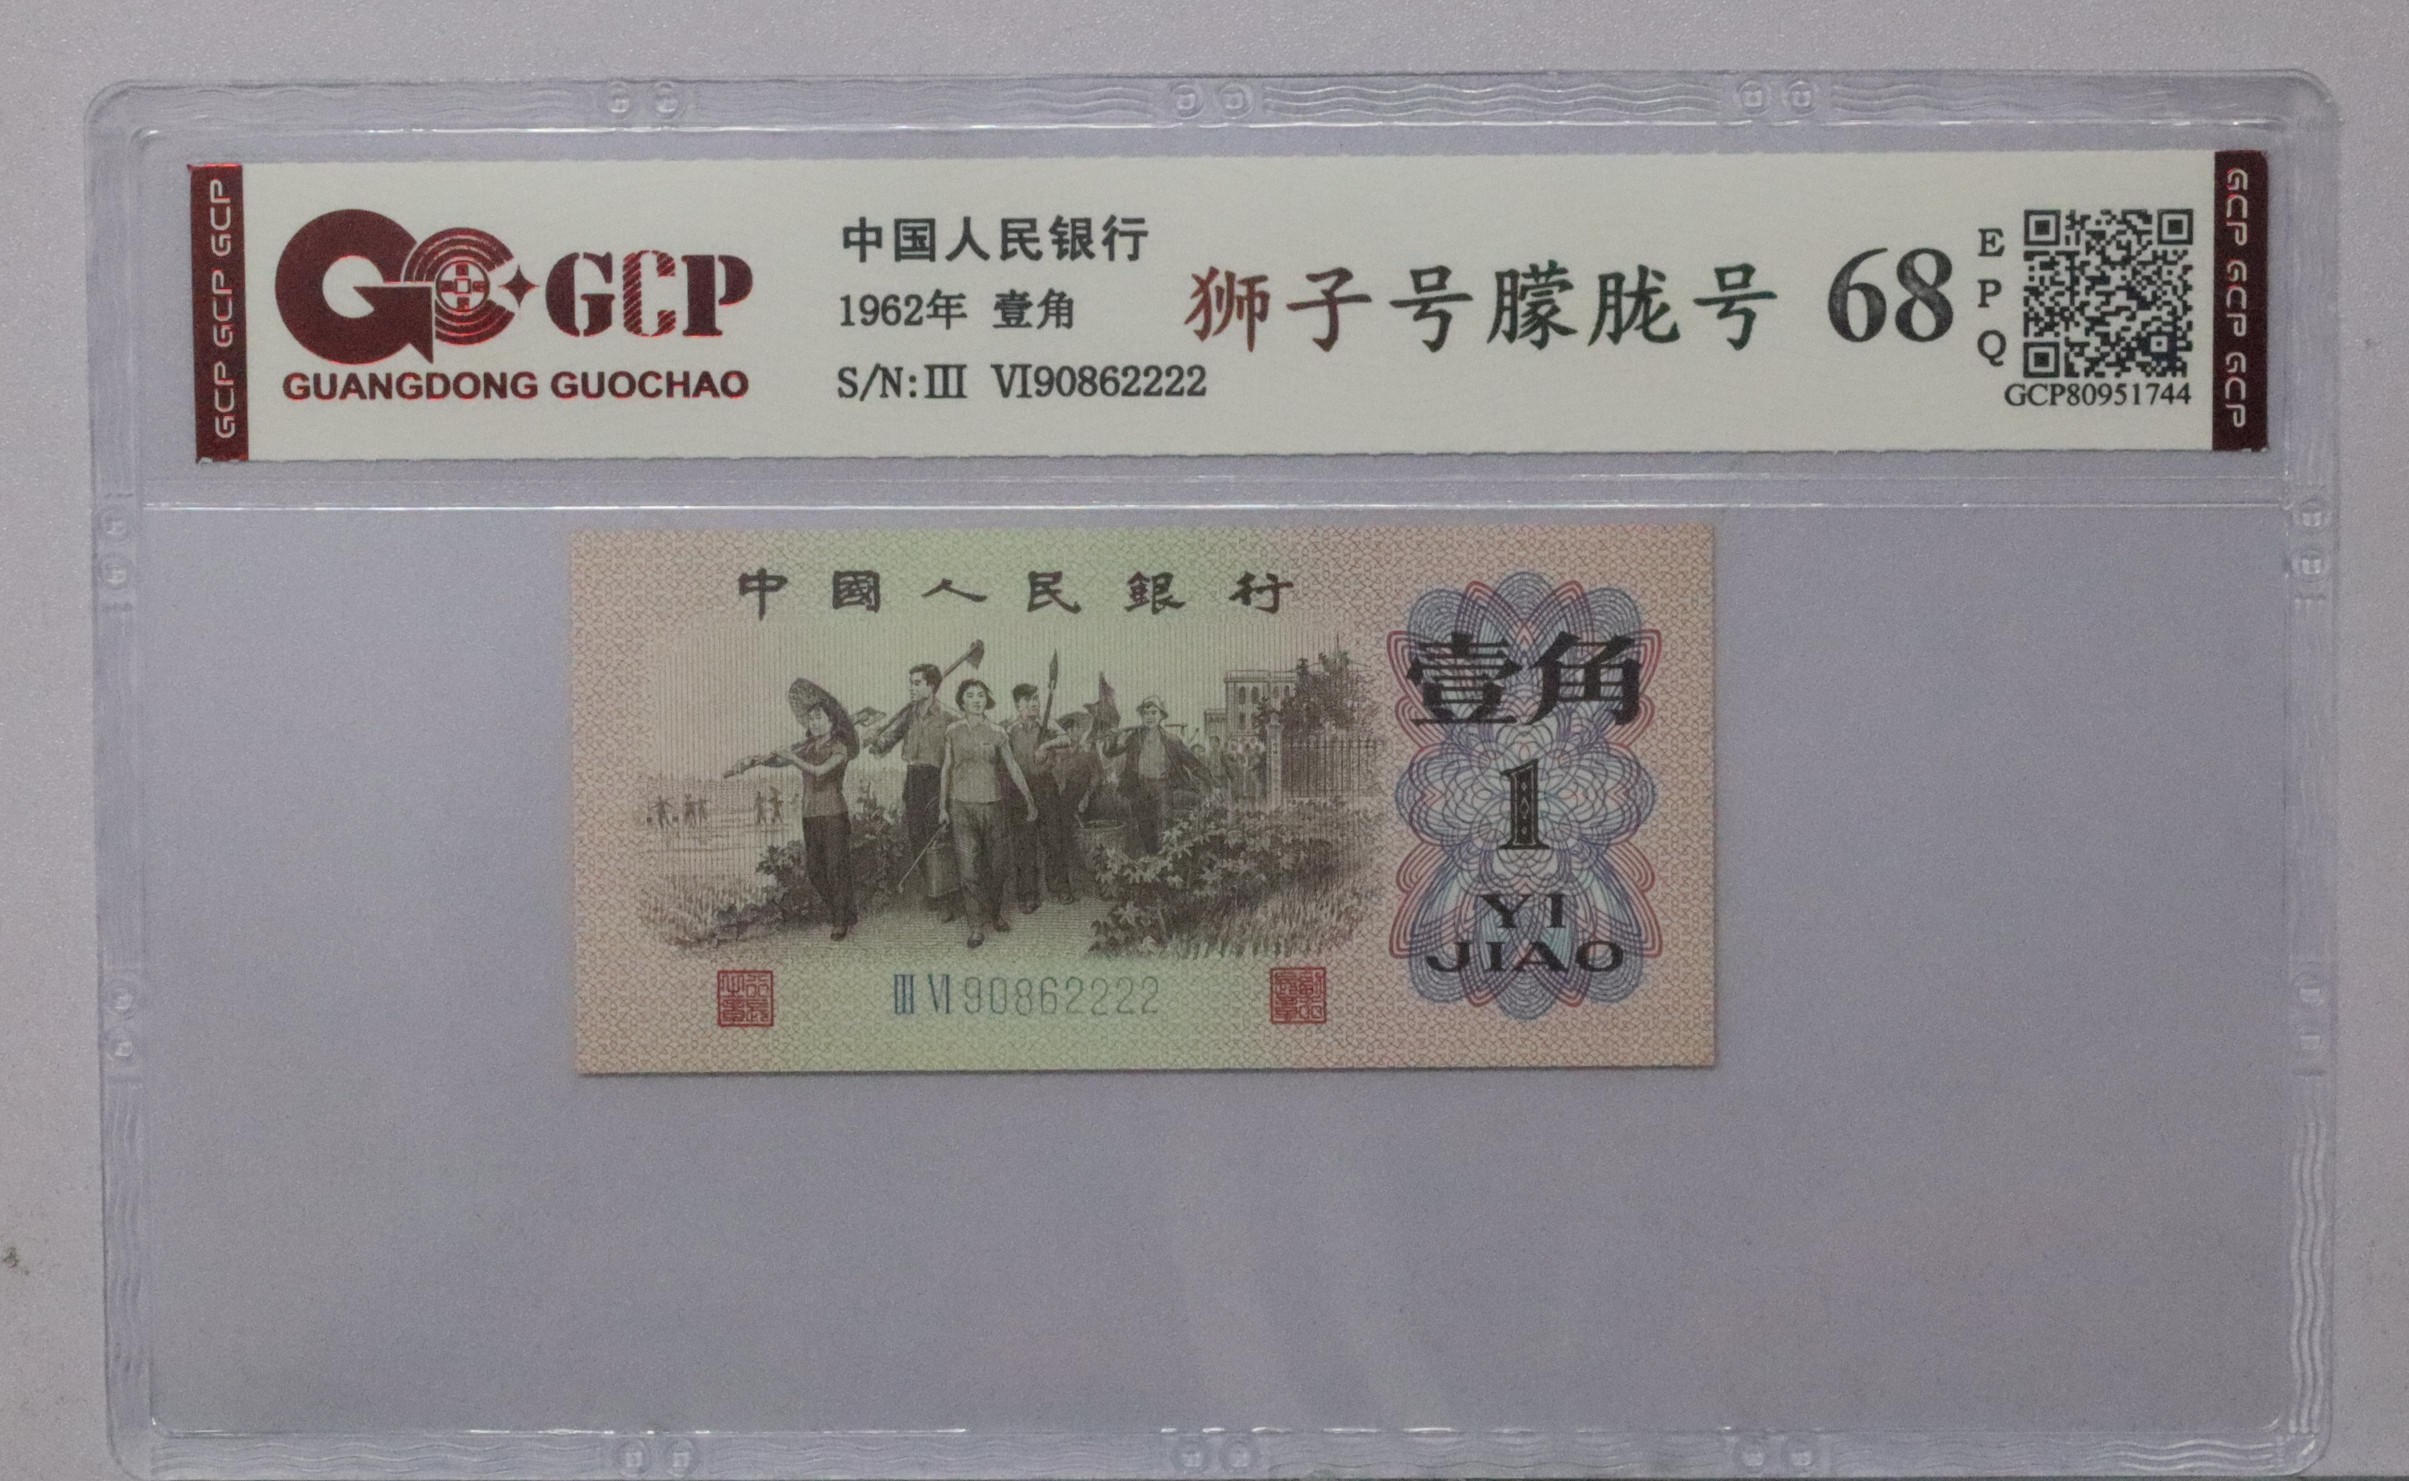 GCP GCP GCP
GCP
GUANGDONG GUOCHAO
中国人民银行
1962年 壹角
S/N:III VI90862222
狮子号朦胧号
68
EPQ
GCP80951744
GCP GCP GCP
中國人民銀行
壹角
1
YI
JIAO
III VI 90862222